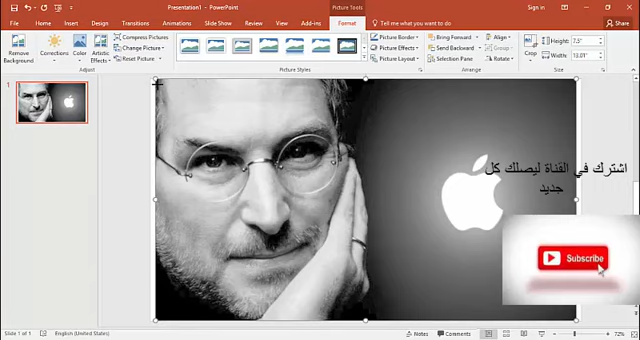 Presentation1 - PowerPoint
Picture Tools
Sign in
File
Home
Insert
Design
Transitions
Animations
Slide Show
Review
View
Add-ins
Format
Tell me what you want to do
Share
Remove
Background
Corrections
Color
Artistic
Effects
Compress Pictures
Change Picture
Reset Picture
Adjust
Picture Styles
Picture Border
Picture Effects
Picture Layout
Bring Forward
Send Backward
Selection Pane
Align
Group
Rotate
Arrange
Crop
Height: 7.5"
Width: 13.01"
Size
1
اشترك في القناة ليصلك كل
جديد
Subscribe
Slide 1 of 1
English (United States)
Notes
Comments
72%